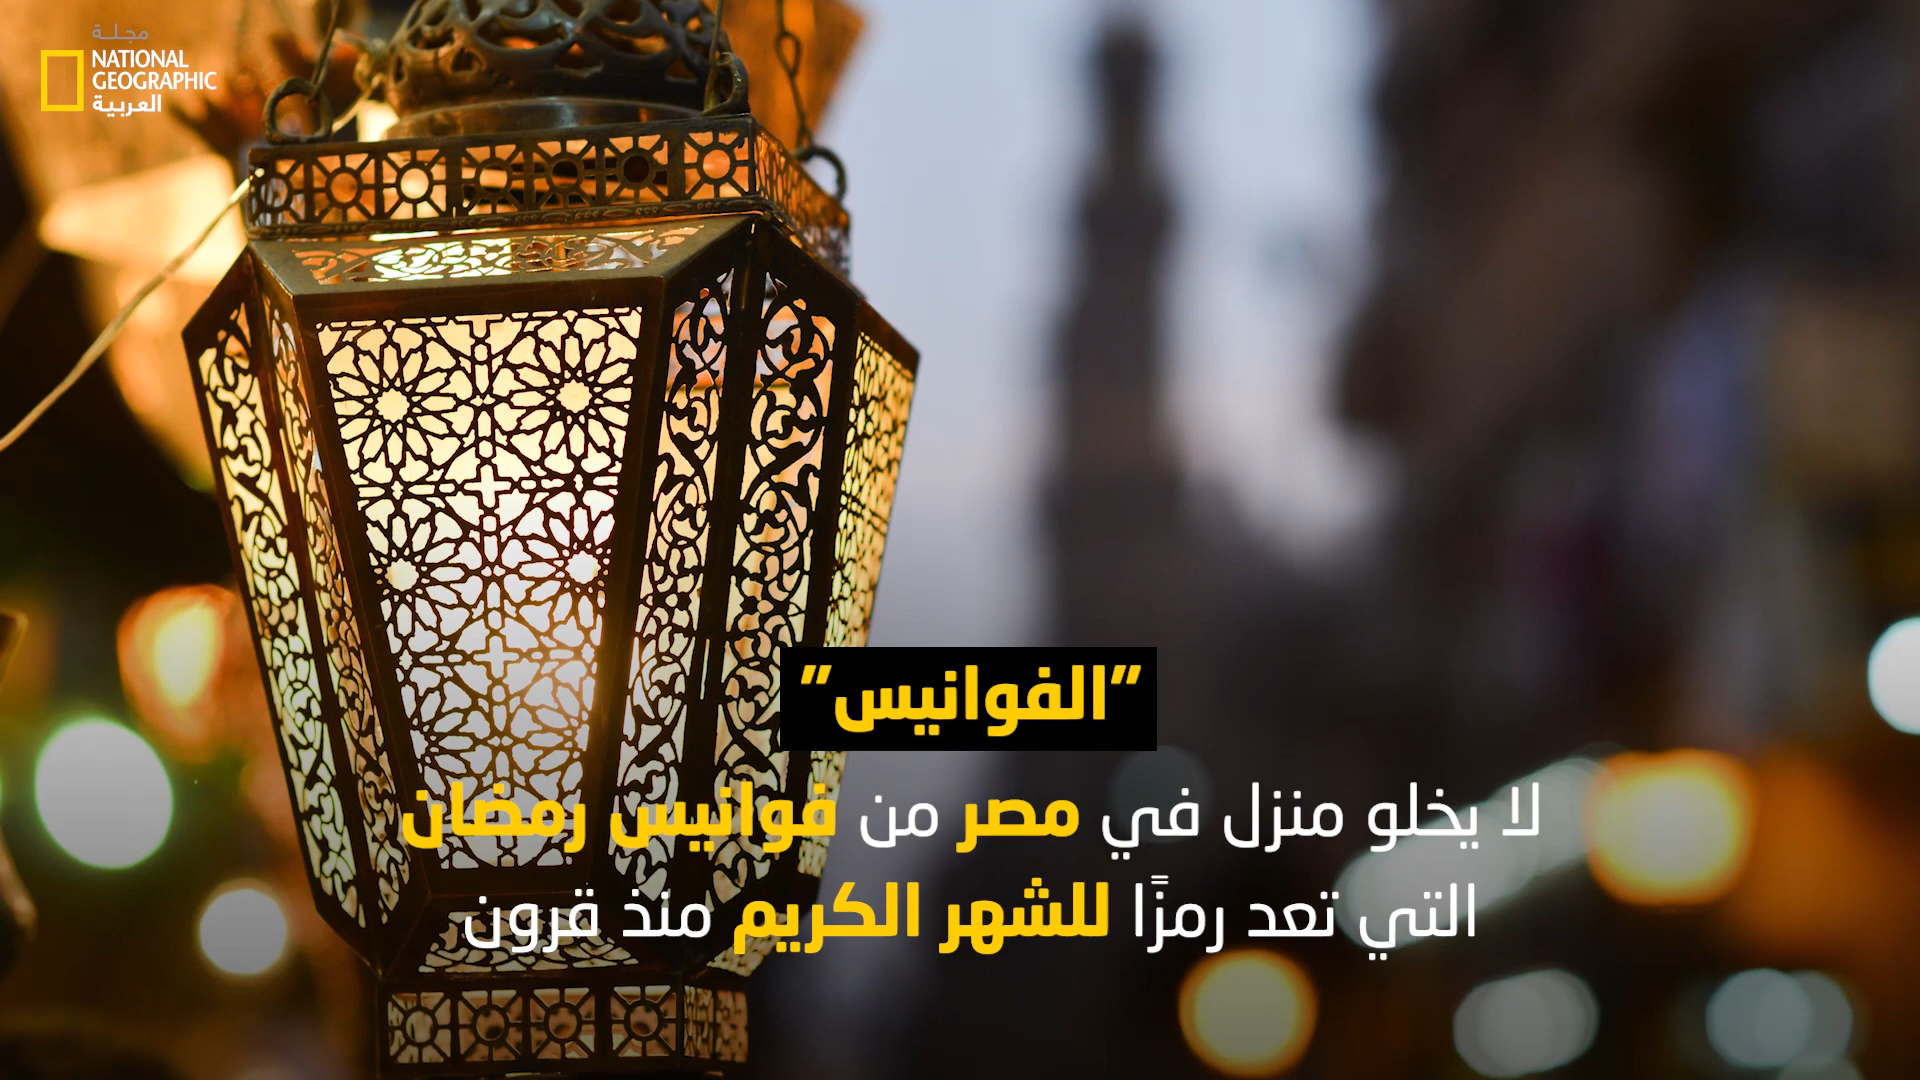 مجلة
NATIONAL
GEOGRAPHIC
العربية
"الفوانيس"
لا يخلو منزل في مصر من فوانيس رمضان
التي تعد رمزًا للشهر الكريم منذ قرون